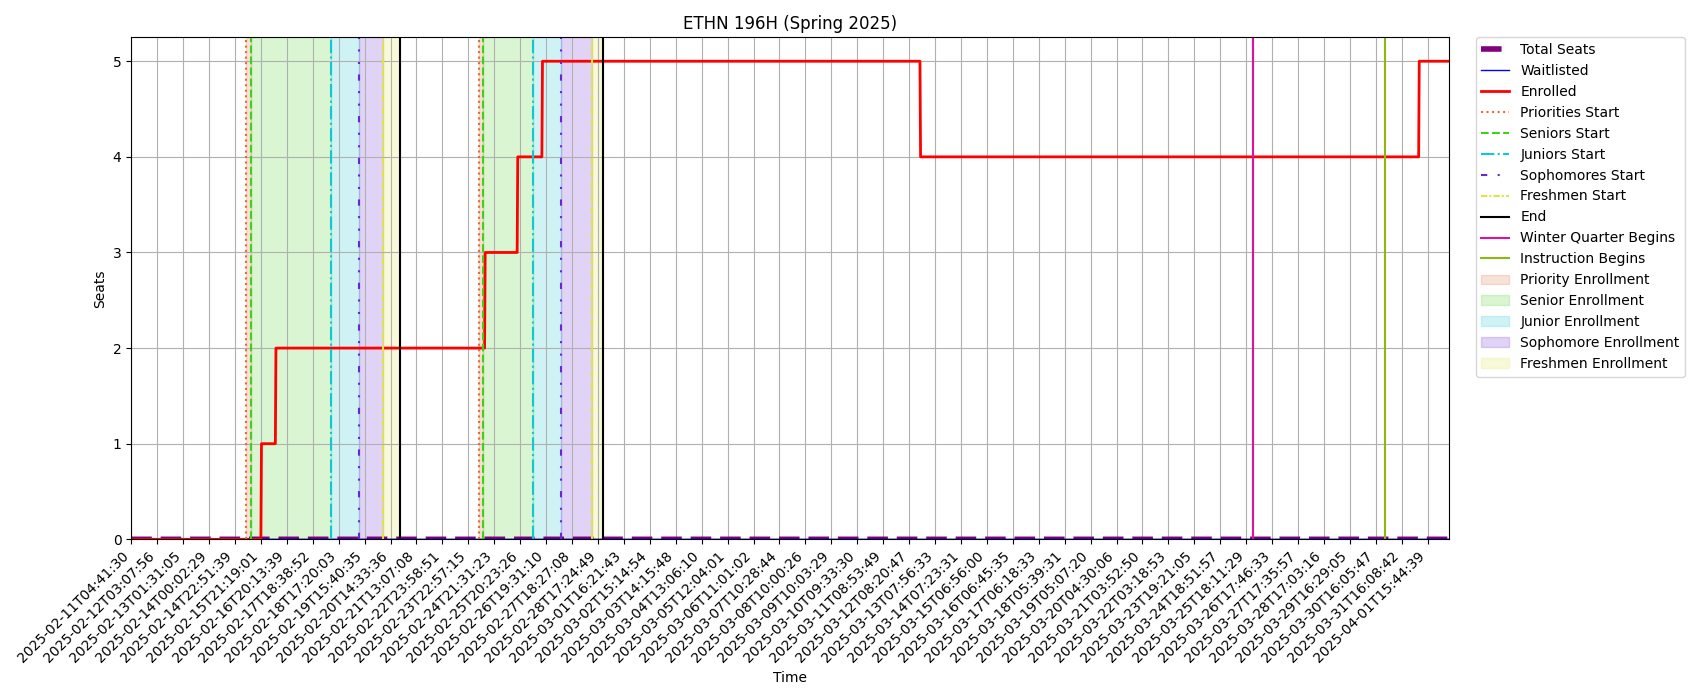 ETHN 196H (Spring 2025)
Seats
5
4
3
2
1
0
2025-02-11T04:41:30
2025-02-12T03:07:56
2025-02-13T01:31:05
2025-02-14T00:02:29
2025-02-14T22:51:39
2025-02-15T21:19:01
2025-02-16T20:13:39
2025-02-17T18:38:52
2025-02-18T17:20:03
2025-02-19T15:40:35
2025-02-20T14:33:36
2025-02-21T13:07:08
2025-02-22T23:58:51
2025-02-23T22:57:15
2025-02-24T21:31:23
2025-02-25T20:23:26
2025-02-26T19:31:10
2025-02-27T18:27:08
2025-02-28T17:24:49
2025-03-01T16:21:43
2025-03-02T15:14:54
2025-03-03T14:15:48
2025-03-04T13:06:10
2025-03-05T12:04:01
2025-03-06T11:01:02
2025-03-07T10:28:44
2025-03-08T10:00:26
2025-03-09T10:03:29
2025-03-10T09:33:30
2025-03-11T08:53:49
2025-03-12T08:20:47
2025-03-13T07:56:33
2025-03-14T07:23:31
2025-03-15T06:56:00
2025-03-16T06:45:35
2025-03-17T06:18:33
2025-03-18T05:39:31
2025-03-19T05:07:20
2025-03-20T04:30:06
2025-03-21T03:52:50
2025-03-22T03:18:53
2025-03-23T19:21:05
2025-03-24T18:51:57
2025-03-25T18:11:29
2025-03-26T17:46:33
2025-03-27T17:35:57
2025-03-28T17:03:16
2025-03-29T16:29:05
2025-03-30T16:05:47
2025-03-31T16:08:42
2025-04-01T15:44:39
Time
Total Seats
Waitlisted
Enrolled
Priorities Start
Seniors Start
Juniors Start
Sophomores Start
Freshmen Start
End
Winter Quarter Begins
Instruction Begins
Priority Enrollment
Senior Enrollment
Junior Enrollment
Sophomore Enrollment
Freshmen Enrollment